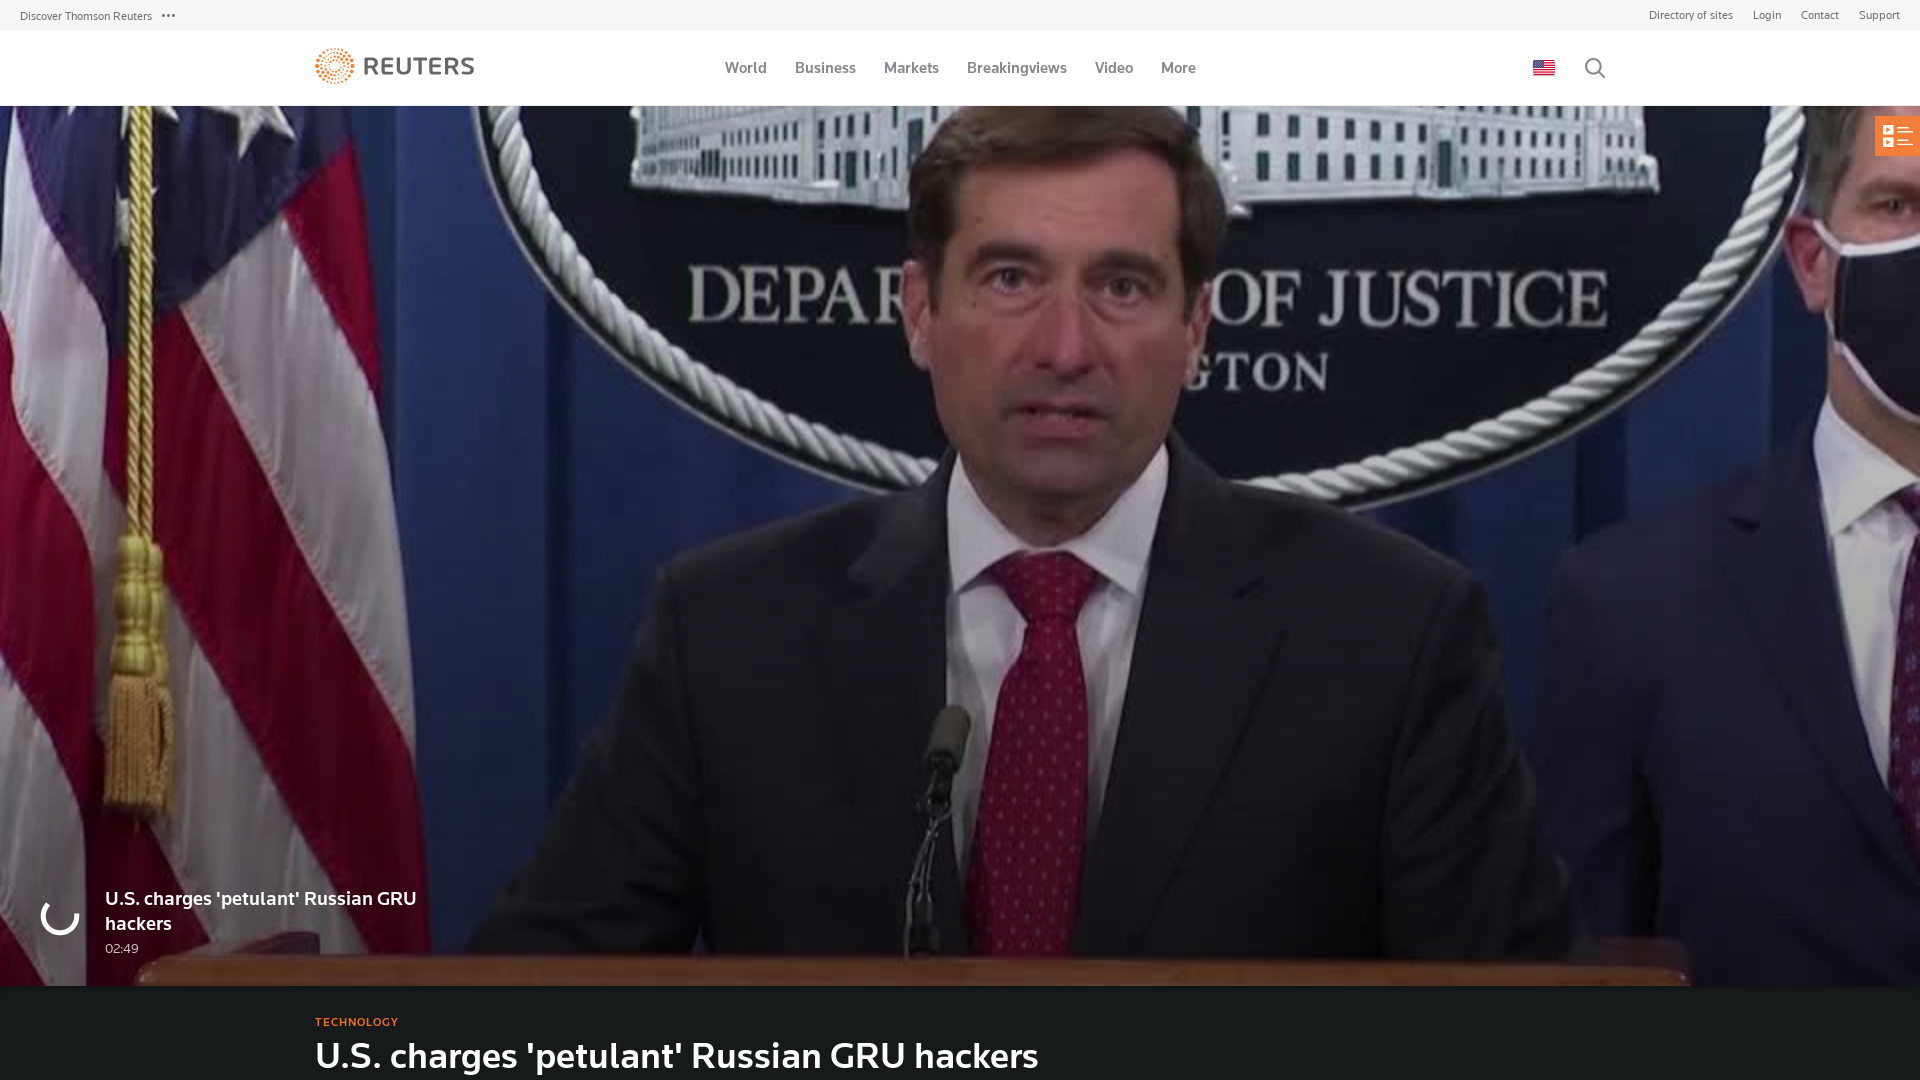 Discover Thomson Reuters
Directory of sites
Login
Contact
Support
REUTERS
World
Business
Markets
Breakingviews
Video
More
DEPAR OF JUSTICE
GTON
U.S. charges 'petulant' Russian GRU
hackers
02:49
TECHNOLOGY
U.S. charges 'petulant' Russian GRU hackers